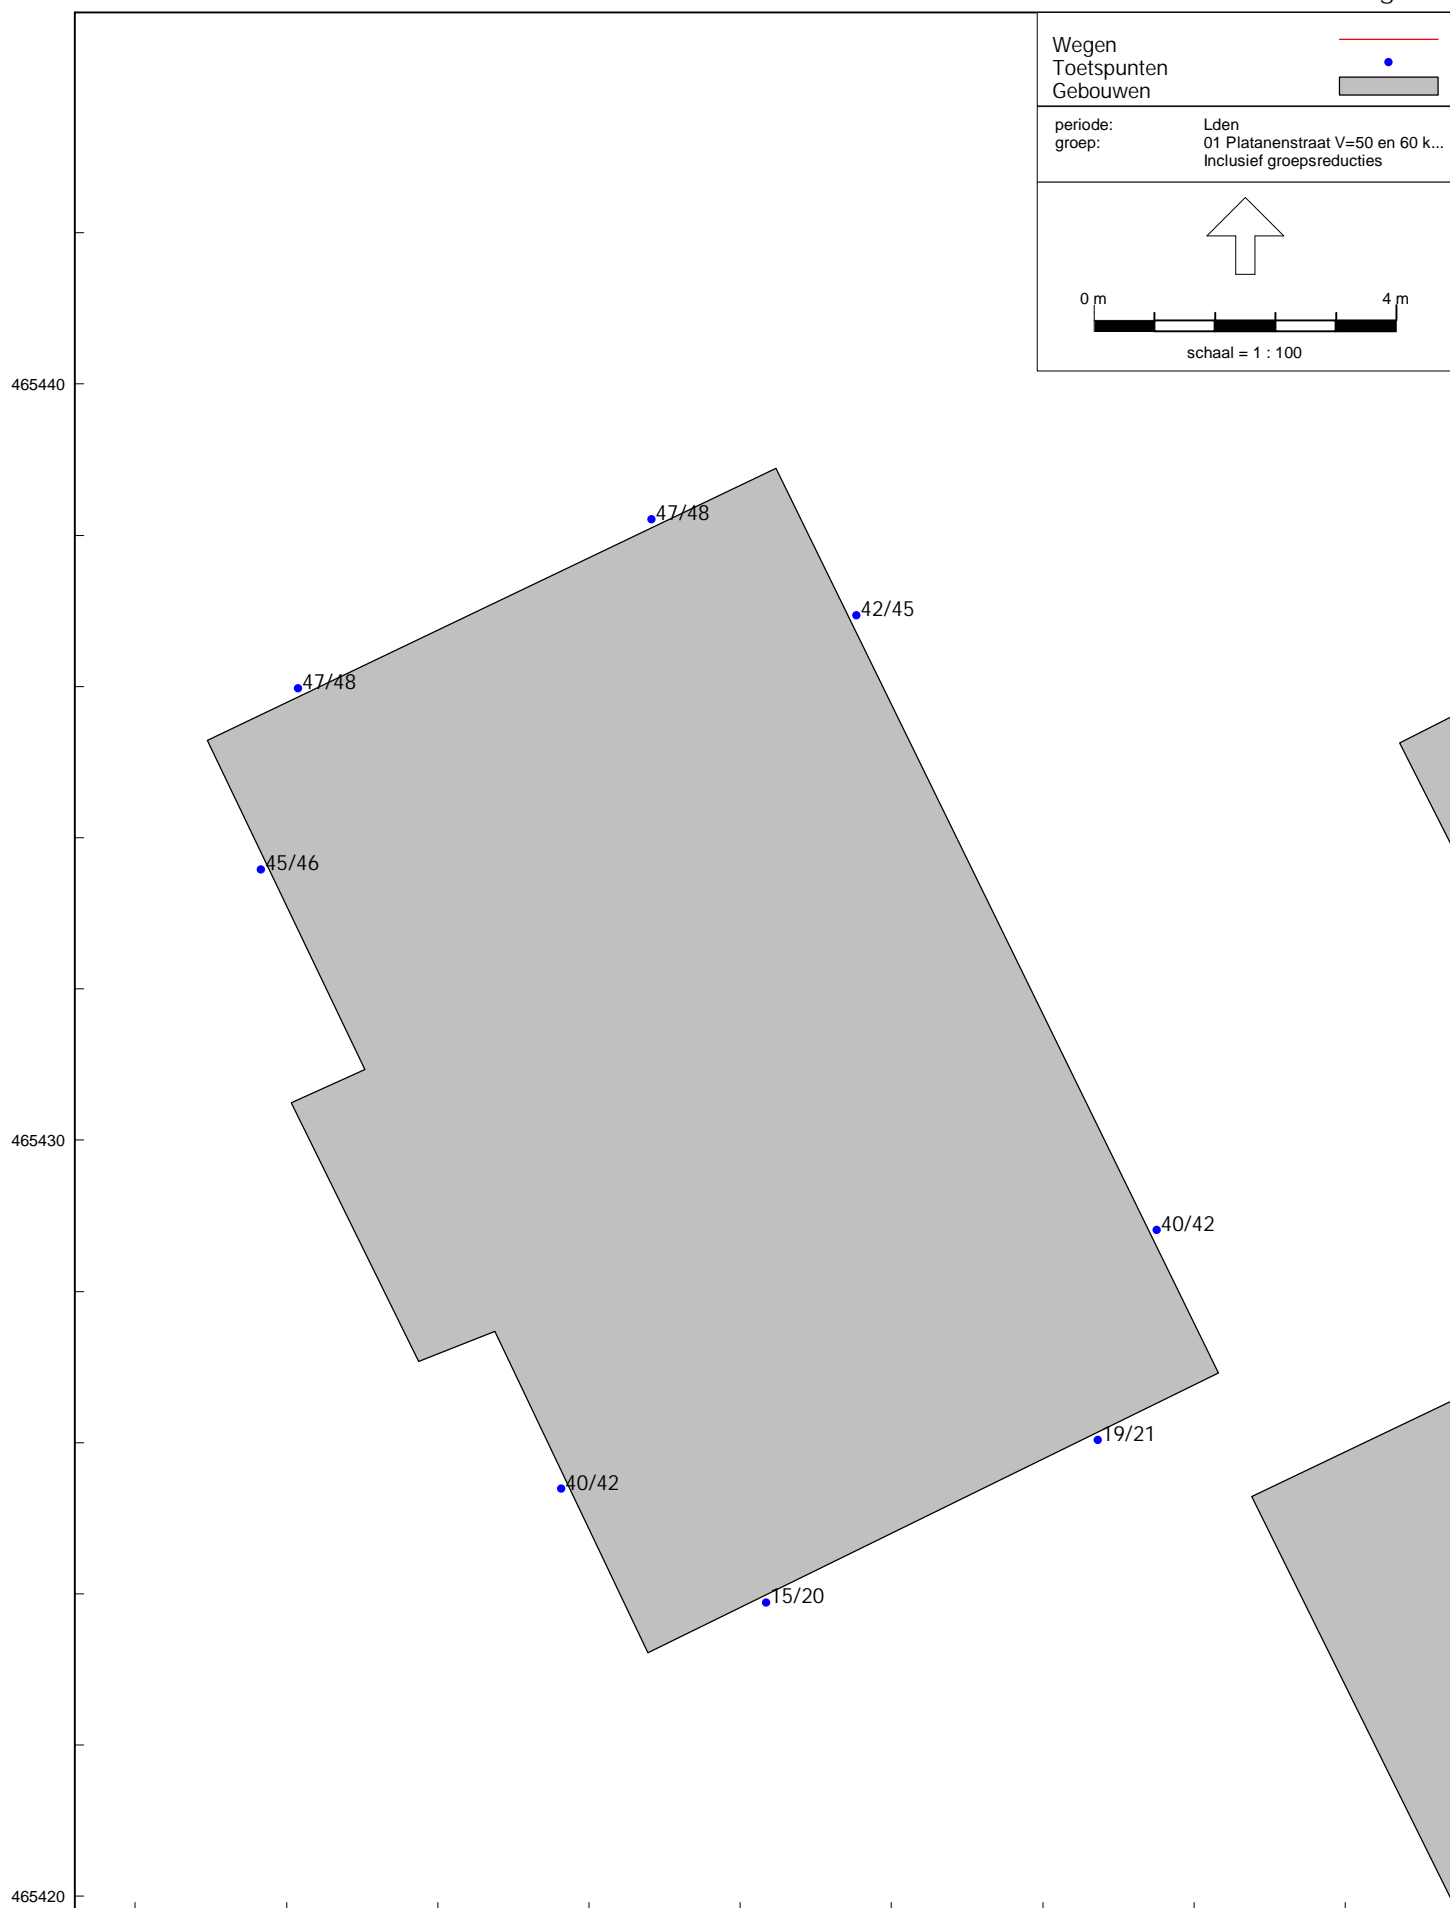 Wegen
Toetspunten
Gebouwen
periode: Lden
groep: 01 Platanenstraat V=50 en 60 k...
Inclusief groepsreducties
0 m 4 m
schaal = 1 : 100
465440
47/48
42/45
47/48
45/46
465430
40/42
19/21
40/42
15/20
465420